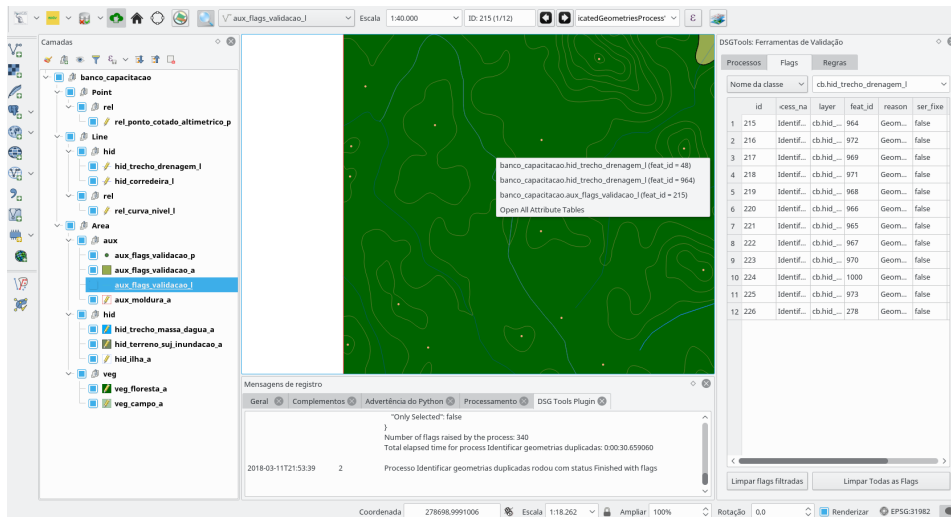 aux_flags_validacao_l
Escala
1:40.000
ID: 215 (1/12)
icatedGeometriesProcess'
ε
Camadas
banco_capacitacao
Point
rel
rel_ponto_cotado_altimetrico_p
Line
hid
hid_trecho_drenagem_l
hid_corredeira_l
rel
rel_curva_nivel_l
Area
aux
aux_flags_validacao_p
aux_flags_validacao_a
aux_flags_validacao_l
aux_moldura_a
hid
hid_trecho_massa_dagua_a
hid_terreno_suj_inundacao_a
hid_ilha_a
veg
veg_floresta_a
veg_campo_a
banco_capacitacao.hid_trecho_drenagem_l (feat_id = 48)
banco_capacitacao.hid_trecho_drenagem_l (feat_id = 964)
banco_capacitacao.aux_flags_validacao_l (feat_id = 215)
Open All Attribute Tables
Mensagens de registro
Geral Complementos Advertência do Python Processamento DSG Tools Plugin
"Only Selected": false
}
Number of flags raised by the process: 340
Total elapsed time for process Identificar geometrias duplicadas: 0:00:30.659060
2018-03-11T21:53:39 2 Processo Identificar geometrias duplicadas rodou com status Finished with flags
DSGTools: Ferramentas de Validação
Processos Flags Regras
Nome da classe cb.hid_trecho_drenagem_l
id ıcess_na layer feat_id reason ser_fixe
1 215 Identif... cb.hid_... 964 Geom... false
2 216 Identif... cb.hid_... 972 Geom... false
3 217 Identif... cb.hid_... 969 Geom... false
4 218 Identif... cb.hid_... 971 Geom... false
5 219 Identif... cb.hid_... 968 Geom... false
6 220 Identif... cb.hid_... 966 Geom... false
7 221 Identif... cb.hid_... 965 Geom... false
8 222 Identif... cb.hid_... 967 Geom... false
9 223 Identif... cb.hid_... 970 Geom... false
10 224 Identif... cb.hid_... 1000 Geom... false
11 225 Identif... cb.hid_... 973 Geom... false
12 226 Identif... cb.hid_... 278 Geom... false
Limpar flags filtradas Limpar Todas as Flags
Coordenada 278698.9991006 Escala 1:18.262 Ampliar 100% Rotação 0.0 Renderizar EPSG:31982